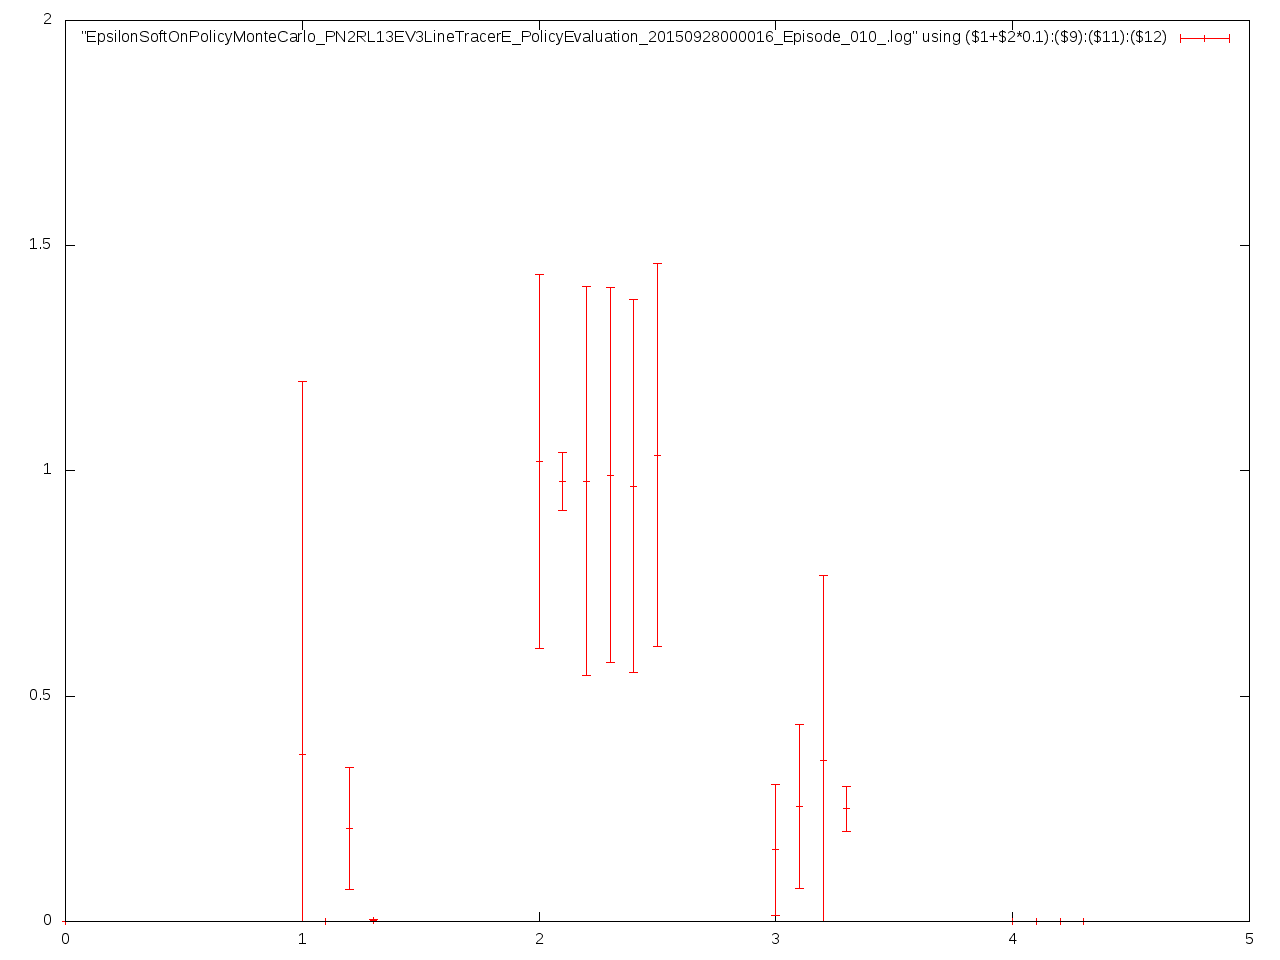 2
"EpsilonSoftOnPolicyMonteCarlo_PN2RL13EV3LineTracerE_PolicyEvaluation_20150928000016_Episode_010_.log" using ($1+$2*0.1):($9):($11):($12)
1.5
1
0.5
0
0 1 2 3 4 5